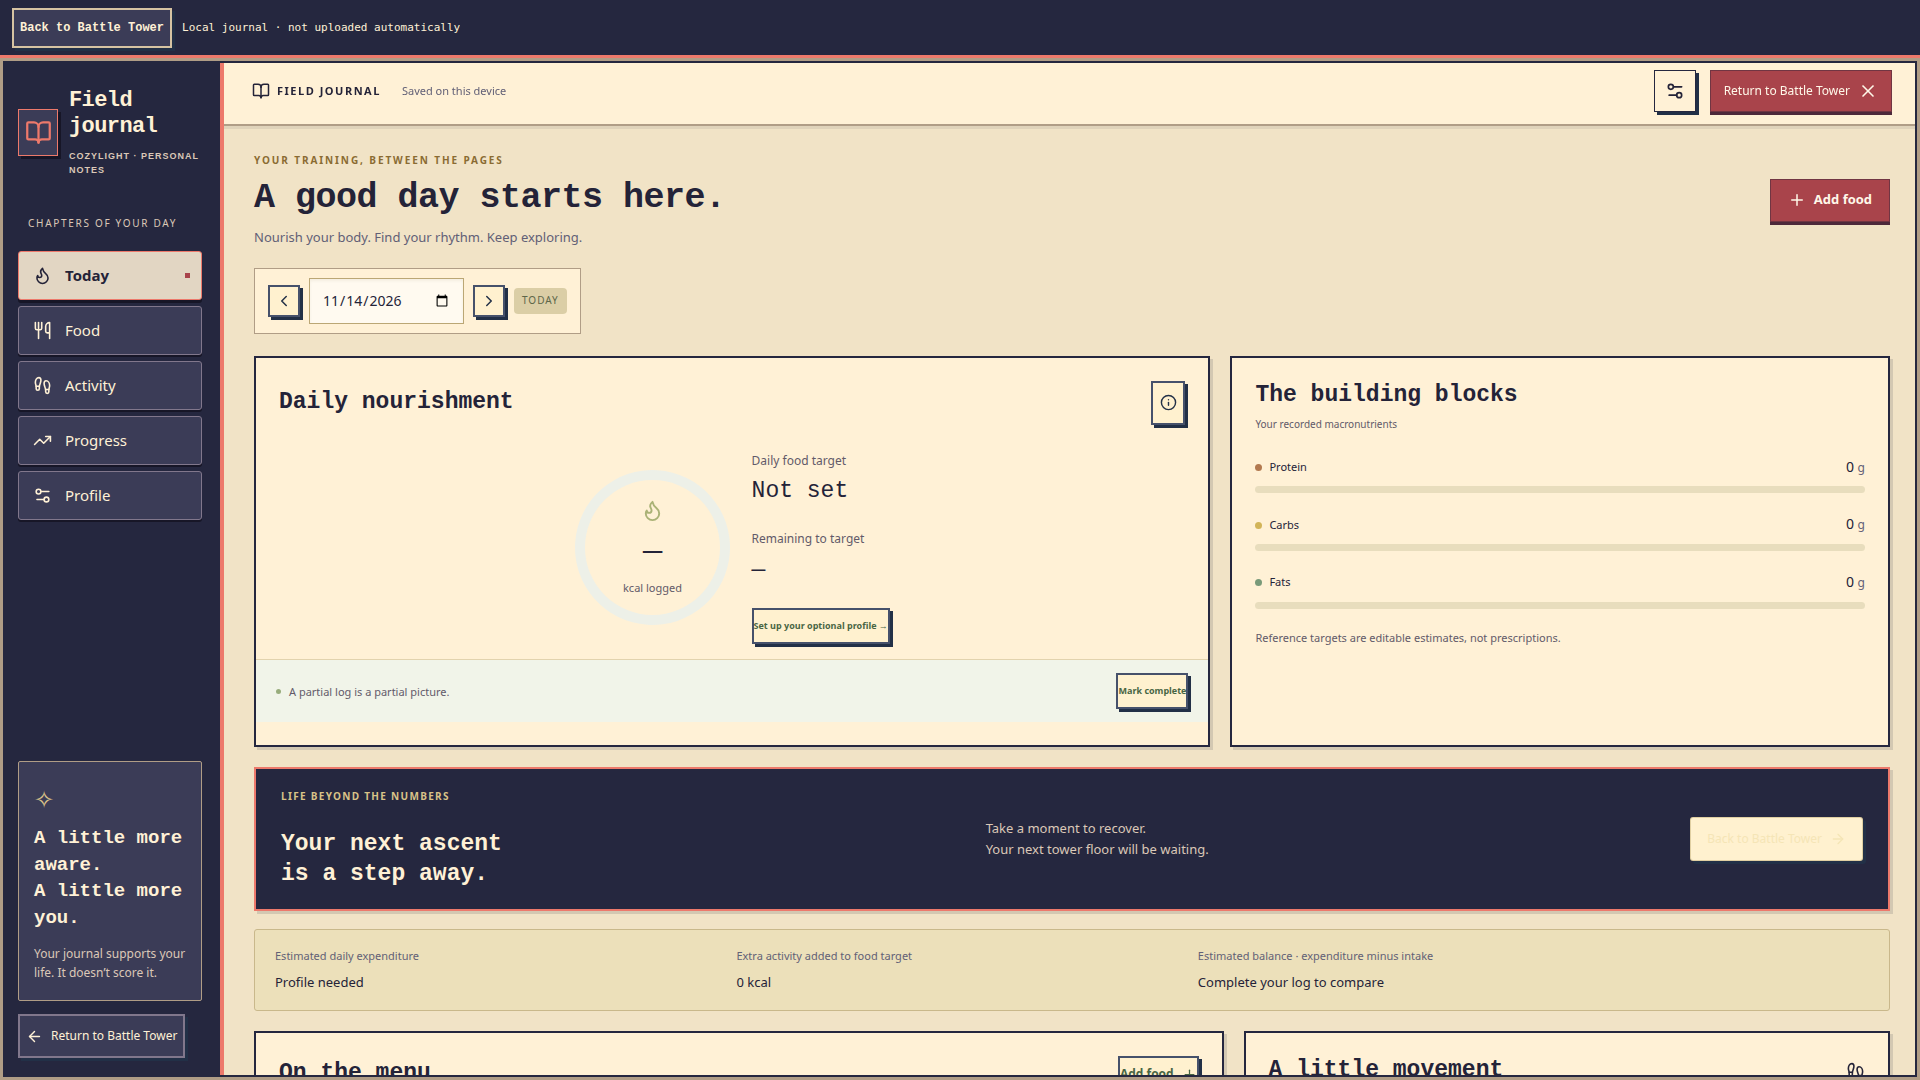 Back to Battle Tower
Local journal · not uploaded automatically
Field
journal
COZYLIGHT · PERSONAL
NOTES
CHAPTERS OF YOUR DAY
Today
Food
Activity
Progress
Profile
A little more
aware.
A little more
you.
Your journal supports your
life. It doesn’t score it.
Return to Battle Tower
FIELD JOURNAL
Saved on this device
Return to Battle Tower
YOUR TRAINING, BETWEEN THE PAGES
A good day starts here.
Nourish your body. Find your rhythm. Keep exploring.
Add food
11/14/2026
TODAY
Daily nourishment
—
kcal logged
Daily food target
Not set
Remaining to target
—
Set up your optional profile →
A partial log is a partial picture.
Mark complete
The building blocks
Your recorded macronutrients
Protein
0 g
Carbs
0 g
Fats
0 g
Reference targets are editable estimates, not prescriptions.
LIFE BEYOND THE NUMBERS
Your next ascent
is a step away.
Take a moment to recover.
Your next tower floor will be waiting.
Back to Battle Tower
Estimated daily expenditure
Profile needed
Extra activity added to food target
0 kcal
Estimated balance · expenditure minus intake
Complete your log to compare
On the menu
Add food
A little movement